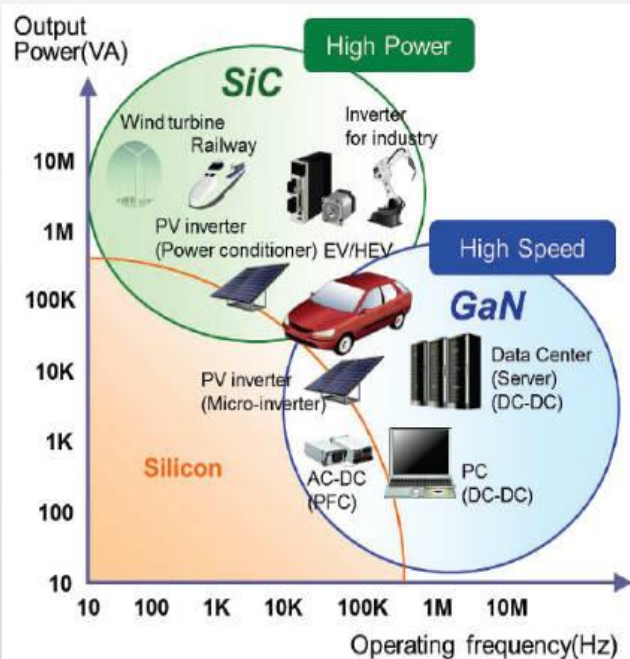 Output
Power(VA)
High Power
SiC
Wind turbine
Railway
Inverter
for industry
10M
PV inverter
(Power conditioner) EV/HEV
1M
High Speed
GaN
100K
Data Center
(Server)
(DC-DC)
PV inverter
(Micro-inverter)
10K
1K
Silicon
AC-DC
(PFC)
PC
(DC-DC)
100
10
10 100 1K 10K 100K 1M 10M
Operating frequency(Hz)